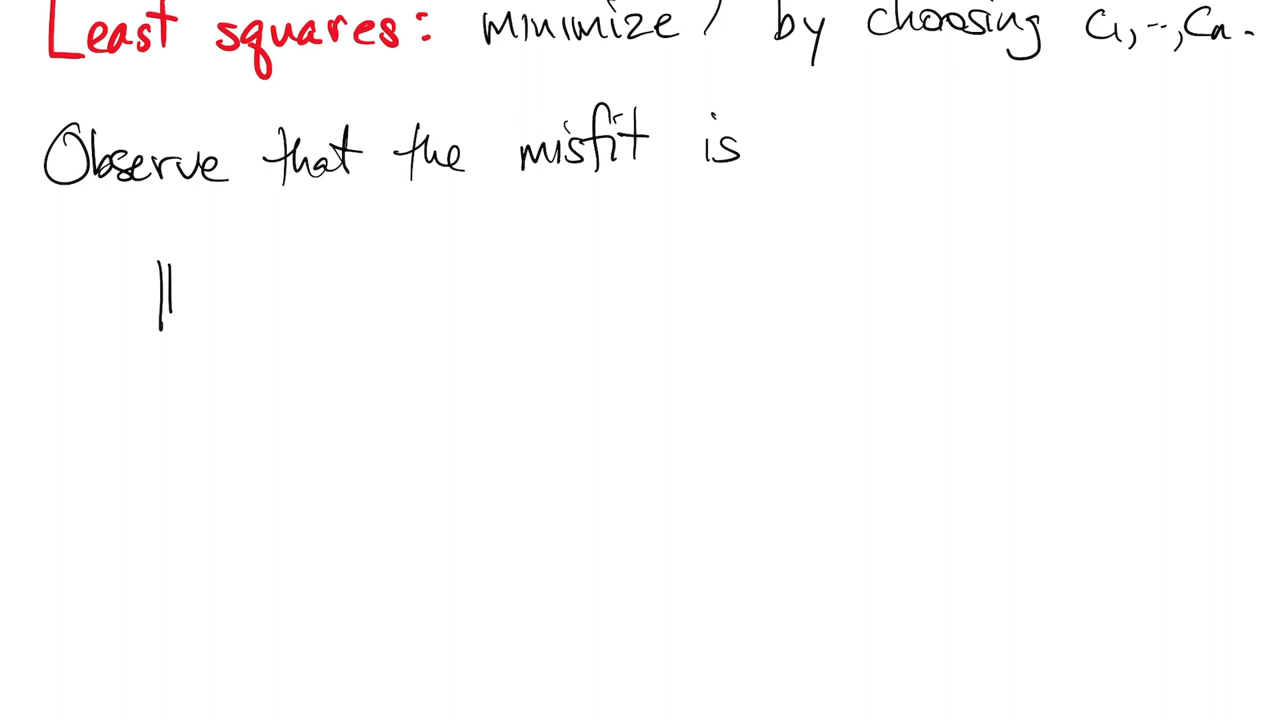 Least squares: minimize by choosing C₁, ..., Cn.
Observe that the misfit is
||